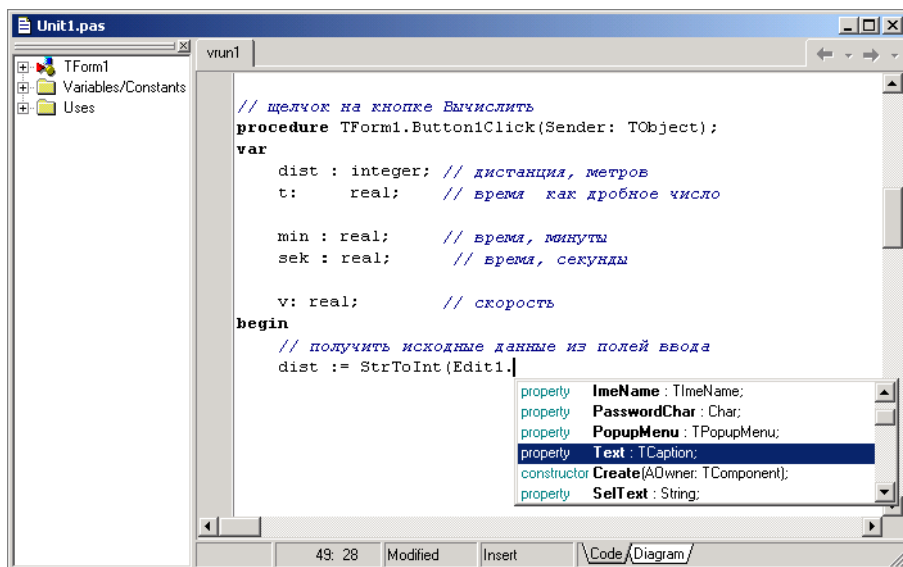 Unit1.pas
vrun1
TForm1
Variables/Constants
Uses
// щелчок на кнопке Вычислить
procedure TForm1.Button1Click(Sender: TObject);
var
dist : integer; // дистанция, метров
t: real; // время как дробное число
min : real; // время, минуты
sek : real; // время, секунды
v: real; // скорость
begin
// получить исходные данные из полей ввода
dist := StrToInt(Edit1.
property ImeName : TImeName;
property PasswordChar : Char;
property PopupMenu : TPopupMenu;
property Text : TCaption;
constructor Create(AOwner: TComponent);
property SelText : String;
49: 28 Modified Insert Code Diagram